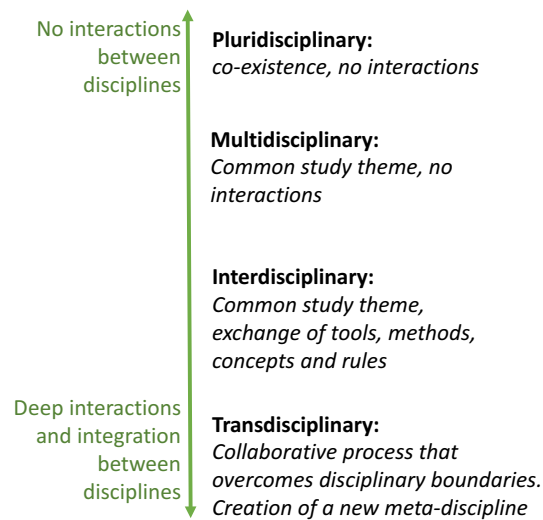 No interactions
between
disciplines
Pluridisciplinary:
co-existence, no interactions
Multidisciplinary:
Common study theme, no
interactions
Interdisciplinary:
Common study theme,
exchange of tools, methods,
concepts and rules
Deep interactions
and integration
between
disciplines
Transdisciplinary:
Collaborative process that
overcomes disciplinary boundaries.
Creation of a new meta-discipline